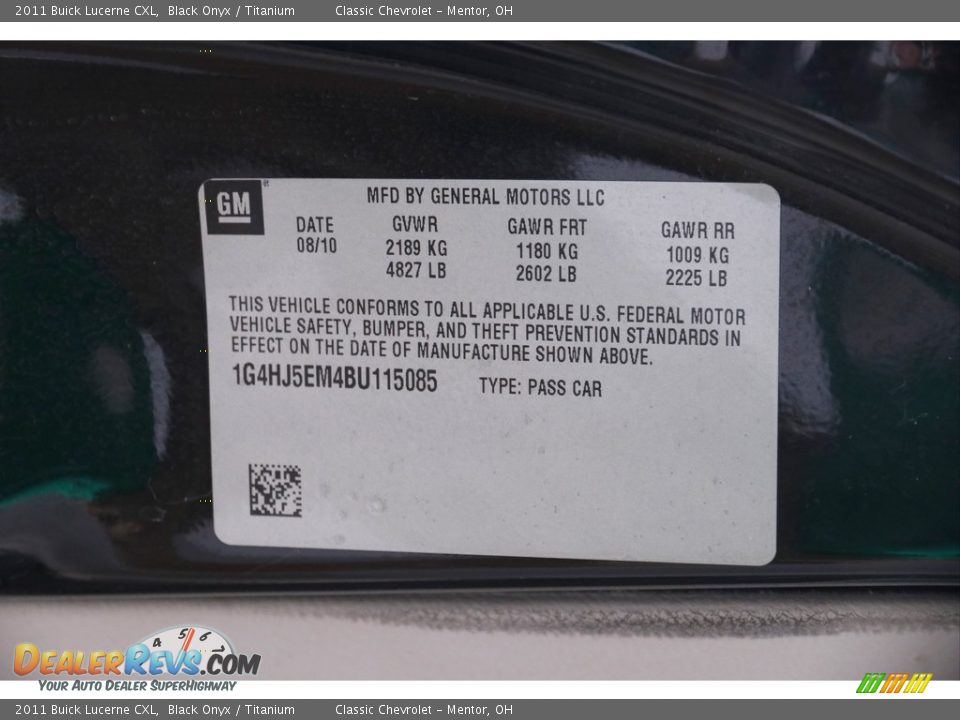 2011 Buick Lucerne CXL, Black Onyx / Titanium Classic Chevrolet - Mentor, OH
GM
MFD BY GENERAL MOTORS LLC
DATE GVWR GAWR FRT GAWR RR
08/10 2189 KG 1180 KG 1009 KG
4827 LB 2602 LB 2225 LB
THIS VEHICLE CONFORMS TO ALL APPLICABLE U.S. FEDERAL MOTOR
VEHICLE SAFETY, BUMPER, AND THEFT PREVENTION STANDARDS IN
EFFECT ON THE DATE OF MANUFACTURE SHOWN ABOVE.
1G4HJ5EM4BU115085 TYPE: PASS CAR
4 5 6
DEALERREVS.COM
YOUR AUTO DEALER SUPERHIGHWAY
2011 Buick Lucerne CXL, Black Onyx / Titanium Classic Chevrolet - Mentor, OH